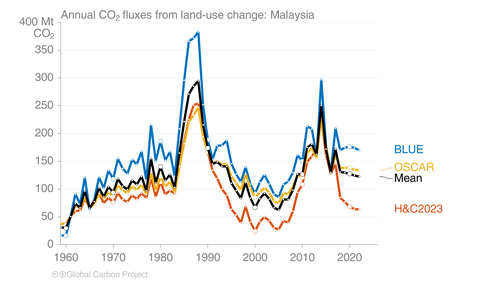 Annual CO₂ fluxes from land-use change: Malaysia
400 Mt
CO₂
350
300
250
200
150
100
50
0
1960
1970
1980
1990
2000
2010
2020
BLUE
OSCAR
Mean
H&C2023
Global Carbon Project